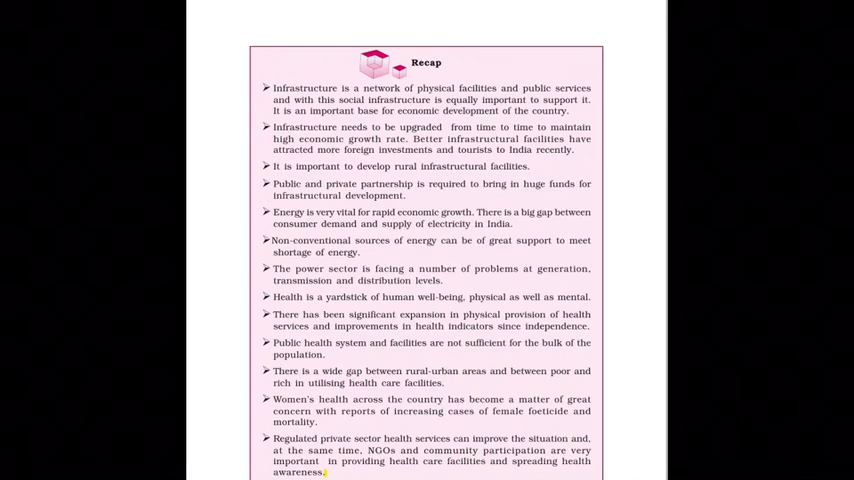 Recap
➢ Infrastructure is a network of physical facilities and public services
and with this social infrastructure is equally important to support it.
It is an important base for economic development of the country.
➢ Infrastructure needs to be upgraded from time to time to maintain
high economic growth rate. Better infrastructural facilities have
attracted more foreign investments and tourists to India recently.
➢ It is important to develop rural infrastructural facilities.
➢ Public and private partnership is required to bring in huge funds for
infrastructural development.
➢ Energy is very vital for rapid economic growth. There is a big gap between
consumer demand and supply of electricity in India.
➢ Non-conventional sources of energy can be of great support to meet
shortage of energy.
➢ The power sector is facing a number of problems at generation,
transmission and distribution levels.
➢ Health is a yardstick of human well-being, physical as well as mental.
➢ There has been significant expansion in physical provision of health
services and improvements in health indicators since independence.
➢ Public health system and facilities are not sufficient for the bulk of the
population.
➢ There is a wide gap between rural-urban areas and between poor and
rich in utilising health care facilities.
➢ Women's health across the country has become a matter of great
concern with reports of increasing cases of female foeticide and
mortality.
➢ Regulated private sector health services can improve the situation and,
at the same time, NGOs and community participation are very
important in providing health care facilities and spreading health
awareness.